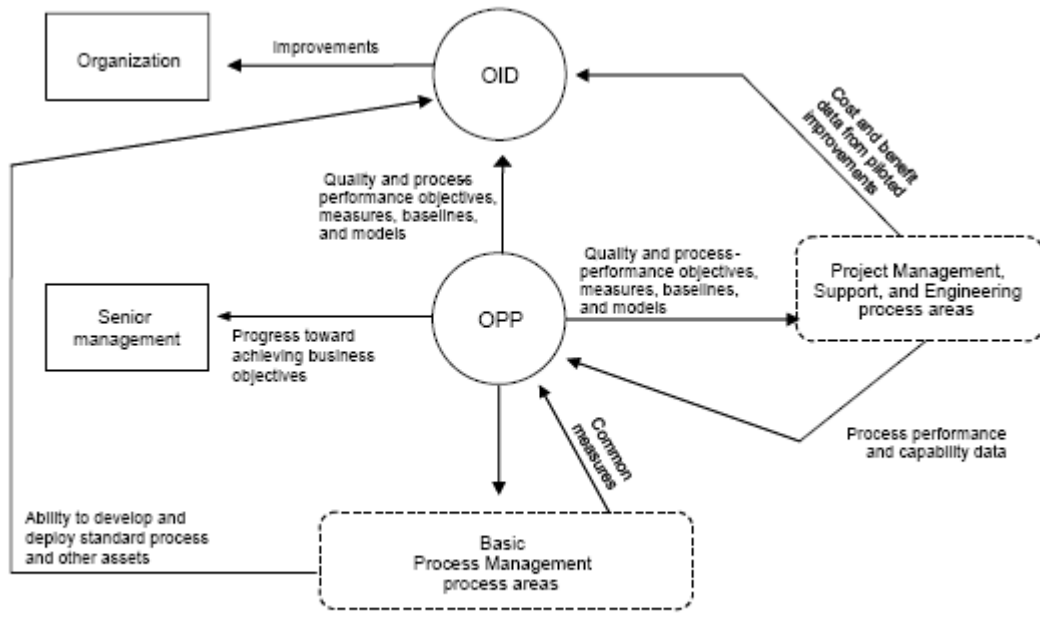 Organization
Improvements
OID
Cost and benefit
data from piloted
improvements
Quality and process
performance objectives,
measures, baselines,
and models
Quality and process-
performance objectives,
measures, baselines,
and models
Project Management,
Support, and Engineering
process areas
Senior
management
OPP
Progress toward
achieving business
objectives
Common
measures
Process performance
and capability data
Ability to develop and
deploy standard process
and other assets
Basic
Process Management
process areas